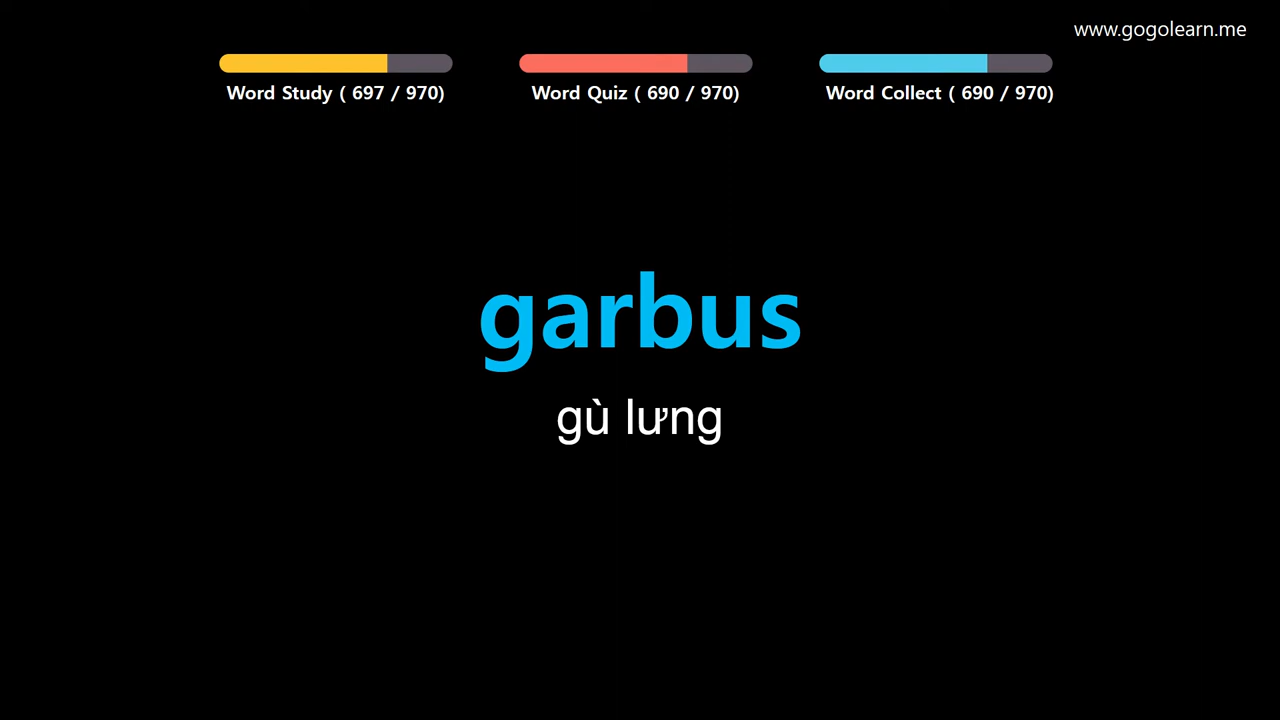 www.gogolearn.me
Word Study ( 697 / 970)
Word Quiz ( 690 / 970)
Word Collect ( 690 / 970)
garbus
gù lưng